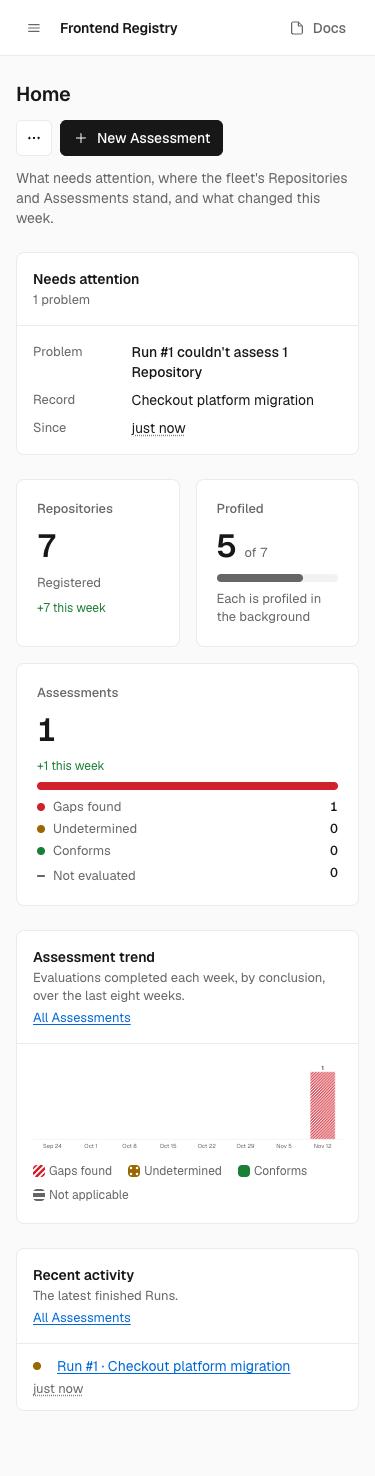 Frontend Registry
Docs
Home
New Assessment
What needs attention, where the fleet's Repositories
and Assessments stand, and what changed this
week.
Needs attention
1 problem
Problem
Run #1 couldn't assess 1
Repository
Record
Checkout platform migration
Since
just now
Repositories
7
Registered
+7 this week
Profiled
5 of 7
Each is profiled in
the background
Assessments
1
+1 this week
Gaps found 1
Undetermined 0
Conforms 0
Not evaluated 0
Assessment trend
Evaluations completed each week, by conclusion,
over the last eight weeks.
All Assessments
1
Sep 24 Oct 1 Oct 8 Oct 15 Oct 22 Oct 29 Nov 5 Nov 12
Gaps found Undetermined Conforms
Not applicable
Recent activity
The latest finished Runs.
All Assessments
Run #1 · Checkout platform migration
just now